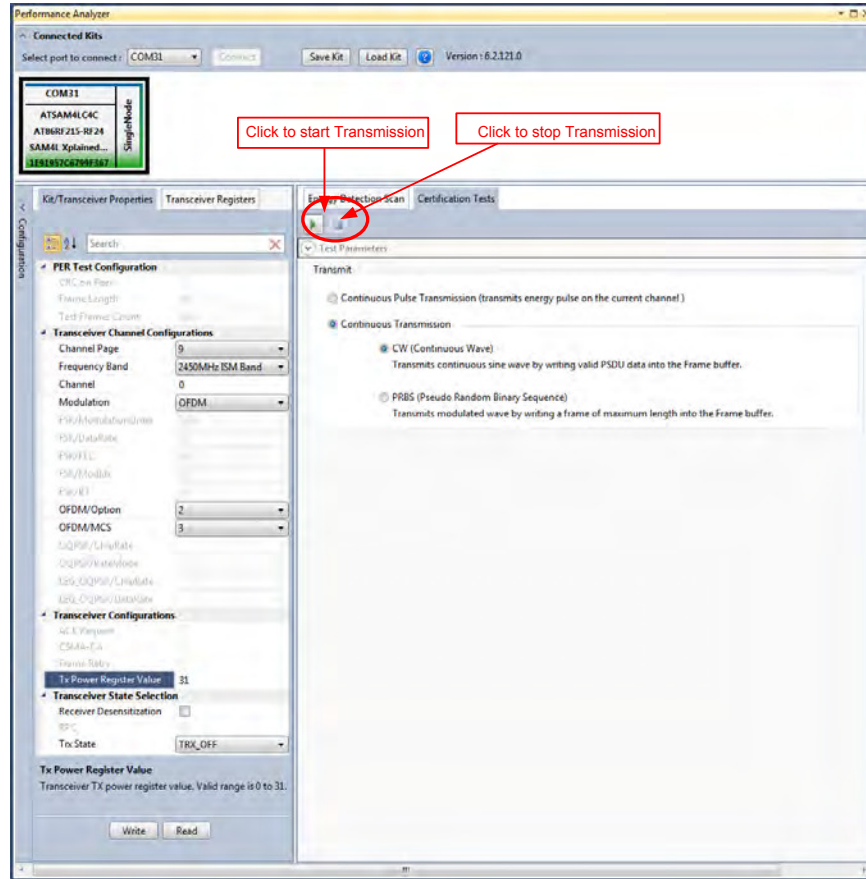 Performance Analyzer
Connected Kits
Select port to connect : COM31 Connect Save Kit Load Kit ? Version : 6.2.121.0
COM31
ATSAM4LC4C
AT86RF215-RF24
SAM4L Xplained...
SingleNode
Click to start Transmission
Click to stop Transmission
Configuration
Kit/Transceiver Properties Transceiver Registers
Energy Detection Scan Certification Tests
Search
Test Parameters
PER Test Configuration
CRC on Peer
Frame Length
Test Frames Count
Transceiver Channel Configurations
Channel Page 9
Frequency Band 2450MHz ISM Band
Channel 0
Modulation OFDM
FSK/DataRate
OFDM/Option 2
OFDM/MCS 3
Transceiver Configurations
ACK Request
CSMA-CA
Frame Retry
Tx Power Register Value 31
Transceiver State Selection
Receiver Desensitization
RPC
Trx State TRX_OFF
Tx Power Register Value
Transceiver TX power register value. Valid range is 0 to 31.
Write Read
Transmit
Continuous Pulse Transmission (transmits energy pulse on the current channel )
Continuous Transmission
CW (Continuous Wave)
Transmits continuous sine wave by writing valid PSDU data into the Frame buffer.
PRBS (Pseudo Random Binary Sequence)
Transmits modulated wave by writing a frame of maximum length into the Frame buffer.